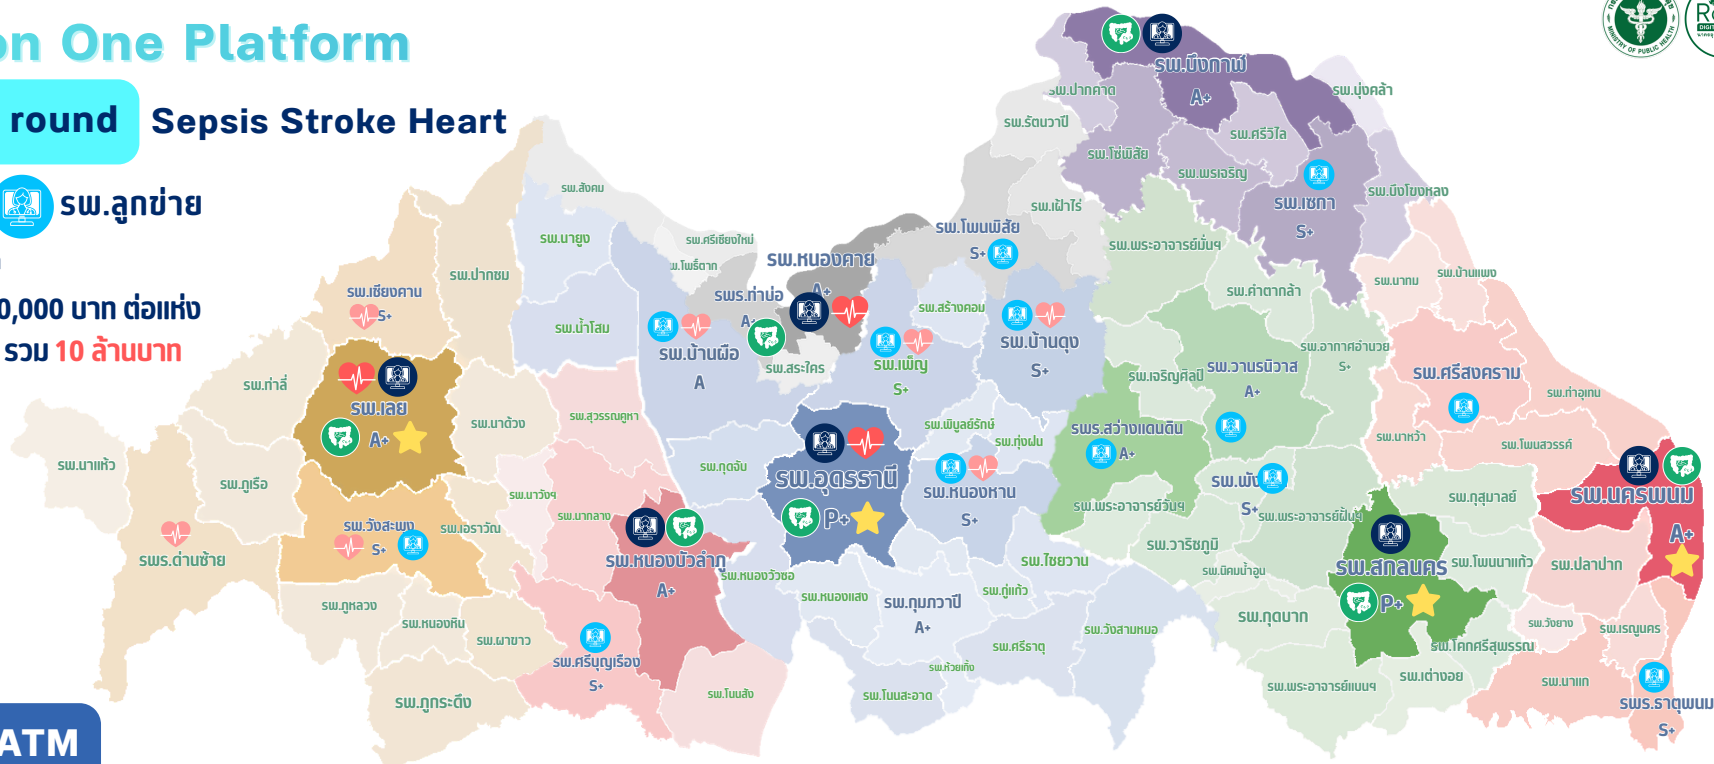 on One Platform
round Sepsis Stroke Heart
รพ.ลูกข่าย
0,000 บาท ต่อแห่ง
รวม 10 ล้านบาท
ATM
MINISTRY OF PUBLIC HEALTH
รพ.บึงกาฬ
A+
รพ.ปากคาด
รพ.บุ่งคล้า
รพ.รัตนวาปี
รพ.ศรีวิไล
รพ.โซ่พิสัย
รพ.พรเจริญ
รพ.เซกา
S+
รพ.บึงโขงหลง
รพ.สังคม
รพ.เฝ้าไร่
รพ.โพนพิสัย
S+
รพ.นายูง
รพ.ศรีเชียงใหม่
พ.โพธิ์ตาก
รพ.หนองคาย
A+
รพ.พระอาจารย์มั่นฯ
รพ.ปากชม
รพ.เชียงคาน
S+
รพร.ท่าบ่อ
A+
รพ.สร้างคอม
รพ.คำตากล้า
รพ.นาทม
รพ.บ้านแพง
รพ.น้ำโสม
รพ.บ้านผือ
A
รพ.สระใคร
รพ.เพ็ญ
S+
รพ.บ้านดุง
S+
รพ.อากาศอำนวย
S+
รพ.เจริญศิลป์
รพ.วานรนิวาส
A+
รพ.ศรีสงคราม
รพ.ท่าอุเทน
รพ.ท่าลี่
รพ.เลย
A+
รพ.นาด้วง
รพ.สุวรรณคูหา
รพ.พิบูลย์รักษ์
รพ.ทุ่งฝน
รพร.สว่างแดนดิน
A+
รพ.นาหว้า
รพ.โพนสวรรค์
รพ.นาแห้ว
รพ.ภูเรือ
รพ.กุดจับ
รพ.อุดรธานี
P+
รพ.หนองหาน
S+
รพ.พัง
S+
รพ.นาวังฯ
รพ.นากลาง
รพ.พระอาจารย์วันฯ
รพ.พระอาจารย์ฝั้นฯ
รพ.กุสุมาลย์
รพ.นครพนม
A+
รพ.วังสะพุง
S+
รพ.เอราวัณ
รพร.ด่านซ้าย
รพ.หนองบัวลำภู
A+
รพ.วาริชภูมิ
รพ.นิคมน้ำอูน
รพ.สกลนคร
P+
รพ.โพนนาแก้ว
รพ.ปลาปาก
รพ.หนองวัวซอ
รพ.ไชยวาน
รพ.หนองแสง
รพ.กุมภวาปี
A+
รพ.กู่แก้ว
รพ.ภูหลวง
รพ.หนองหิน
รพ.ผาขาว
รพ.กุดบาก
รพ.วังยาง
รพ.เรณูนคร
รพ.วังสามหมอ
รพ.ศรีธาตุ
รพ.โคกศรีสุพรรณ
รพ.ศรีบุญเรือง
S+
รพ.ห้วยเกิ้ง
รพ.เต่างอย
รพ.พระอาจารย์แบนฯ
รพ.นาแก
รพ.ภูกระดึง
รพ.โนนสัง
รพ.โนนสะอาด
รพร.ธาตุพนม
S+